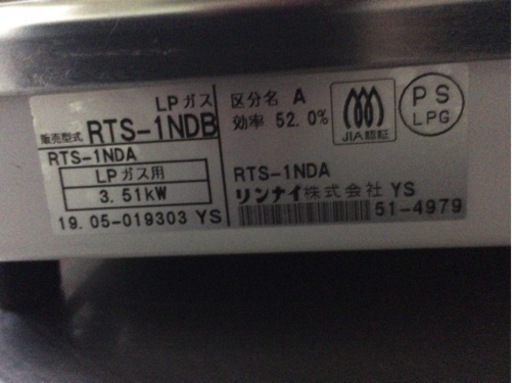 LPガス
販売型式 RTS-1NDB
RTS-1NDA
LPガス用
3.51kW
19.05-019303 YS
区分名 A
効率 52.0%
JIA認証
PS
LPG
RTS-1NDA
リンナイ株式会社 YS
51-4979